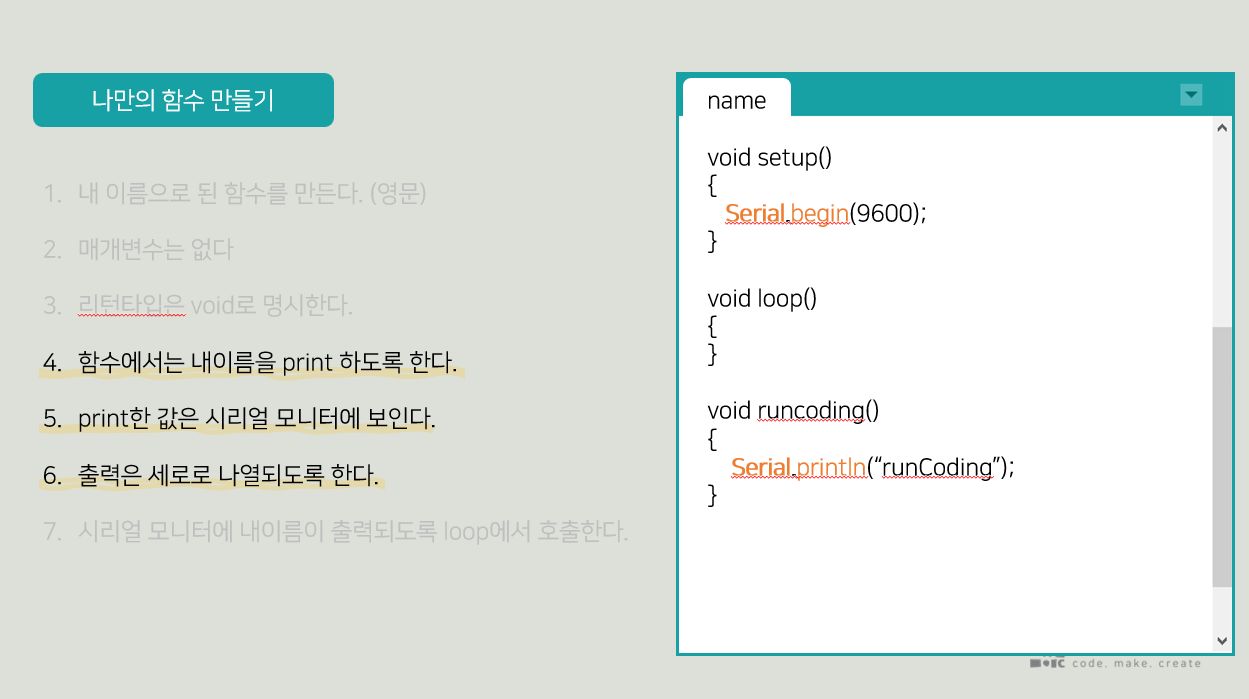 나만의 함수 만들기
1. 내 이름으로 된 함수를 만든다. (영문)
2. 매개변수는 없다
3. 리턴타입은 void로 명시한다.
4. 함수에서는 내이름을 print 하도록 한다.
5. print한 값은 시리얼 모니터에 보인다.
6. 출력은 세로로 나열되도록 한다.
7. 시리얼 모니터에 내이름이 출력되도록 loop에서 호출한다.
name
void setup()
{
Serial.begin(9600);
}
void loop()
{
}
void runcoding()
{
Serial.println(“runCoding”);
}
code. make. create